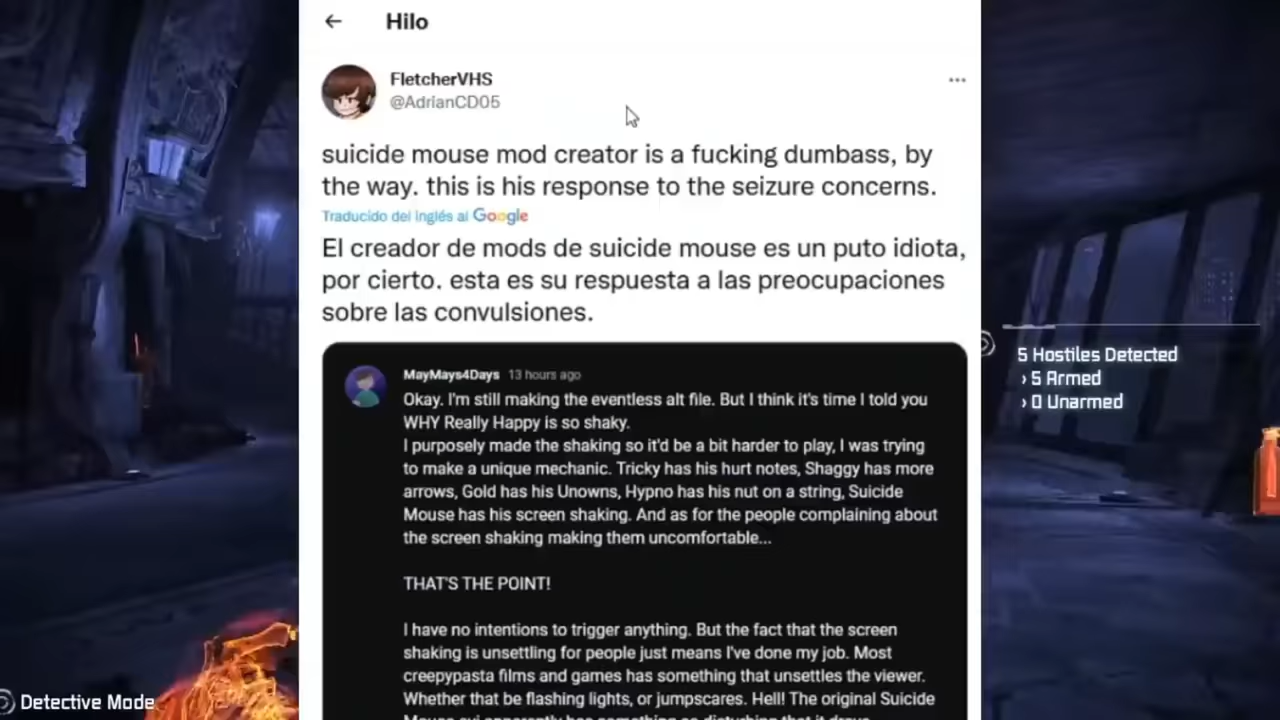 Hilo
FletcherVHS
@AdrianCD05
suicide mouse mod creator is a fucking dumbass, by
the way. this is his response to the seizure concerns.
Traducido del inglés al Google
El creador de mods de suicide mouse es un puto idiota,
por cierto. esta es su respuesta a las preocupaciones
sobre las convulsiones.
MayMays4Days 13 hours ago
Okay. I'm still making the eventless alt file. But I think it's time I told you
WHY Really Happy is so shaky.
I purposely made the shaking so it'd be a bit harder to play, I was trying
to make a unique mechanic. Tricky has his hurt notes, Shaggy has more
arrows, Gold has his Unowns, Hypno has his nut on a string, Suicide
Mouse has his screen shaking. And as for the people complaining about
the screen shaking making them uncomfortable...
THAT'S THE POINT!
I have no intentions to trigger anything. But the fact that the screen
shaking is unsettling for people just means I've done my job. Most
creepypasta films and games has something that unsettles the viewer.
Whether that be flashing lights, or jumpscares. Hell! The original Suicide
5 Hostiles Detected
› 5 Armed
› 0 Unarmed
Detective Mode